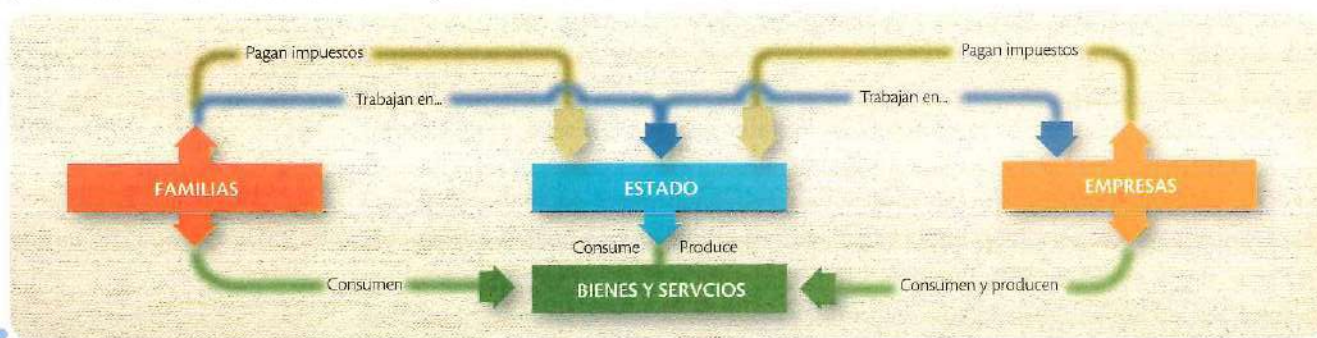 Pagan impuestos
Pagan impuestos
Trabajan en...
Trabajan en...
FAMILIAS
ESTADO
EMPRESAS
Consume Produce
Consumen
BIENES Y SERVCIOS
Consumen y producen